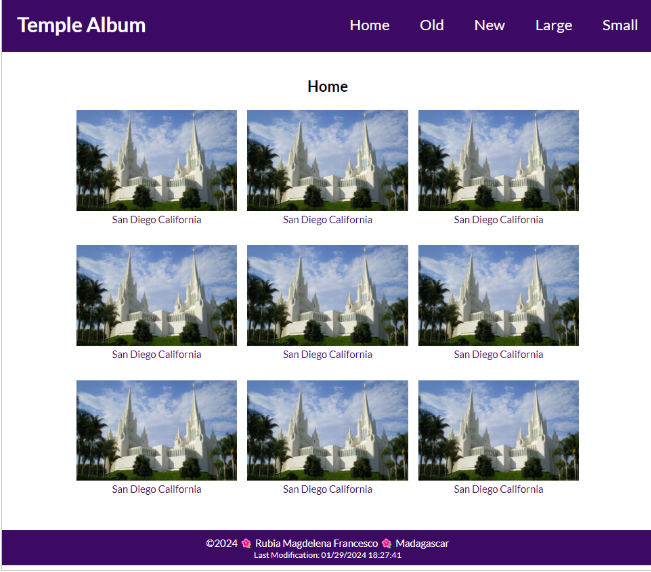 Temple Album
Home Old New Large Small
Home
San Diego California San Diego California San Diego California
San Diego California San Diego California San Diego California
San Diego California San Diego California San Diego California
©2024 🌺 Rubia Magdelena Francesco 🌺 Madagascar
Last Modification: 01/29/2024 18:27:41